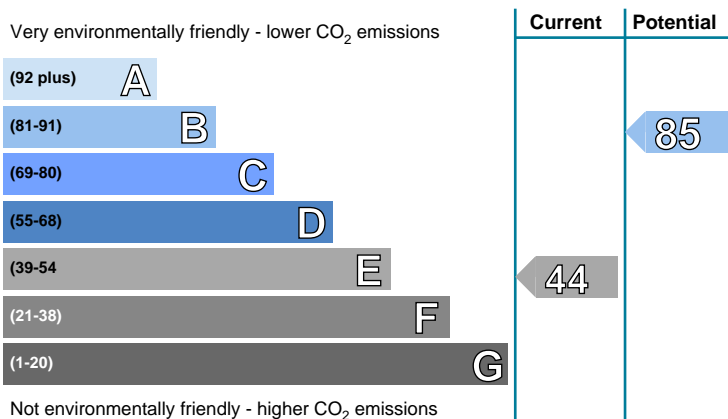 Very environmentally friendly - lower CO2 emissions
Current
Potential
(92 plus) A
(81-91) B
85
(69-80) C
(55-68) D
(39-54 E
44
(21-38) F
(1-20) G
Not environmentally friendly - higher CO2 emissions